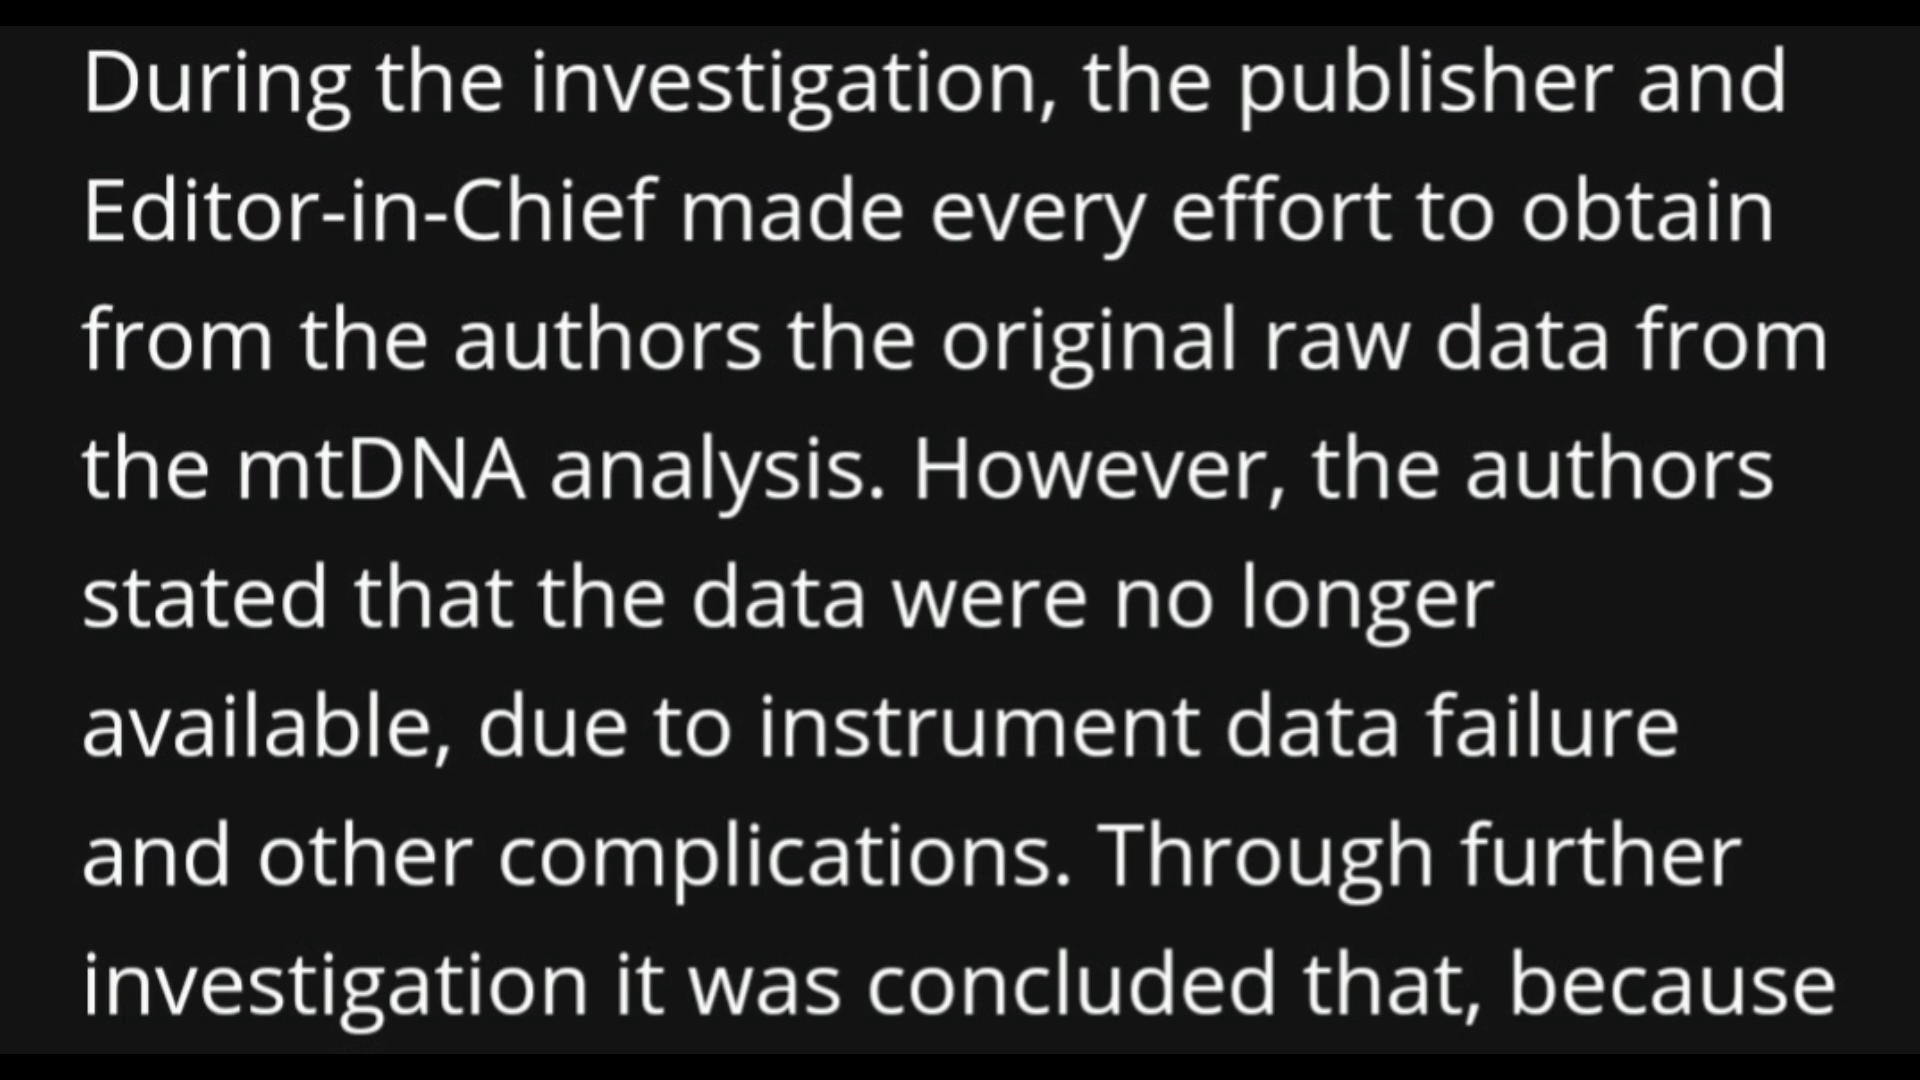 During the investigation, the publisher and
Editor-in-Chief made every effort to obtain
from the authors the original raw data from
the mtDNA analysis. However, the authors
stated that the data were no longer
available, due to instrument data failure
and other complications. Through further
investigation it was concluded that, because